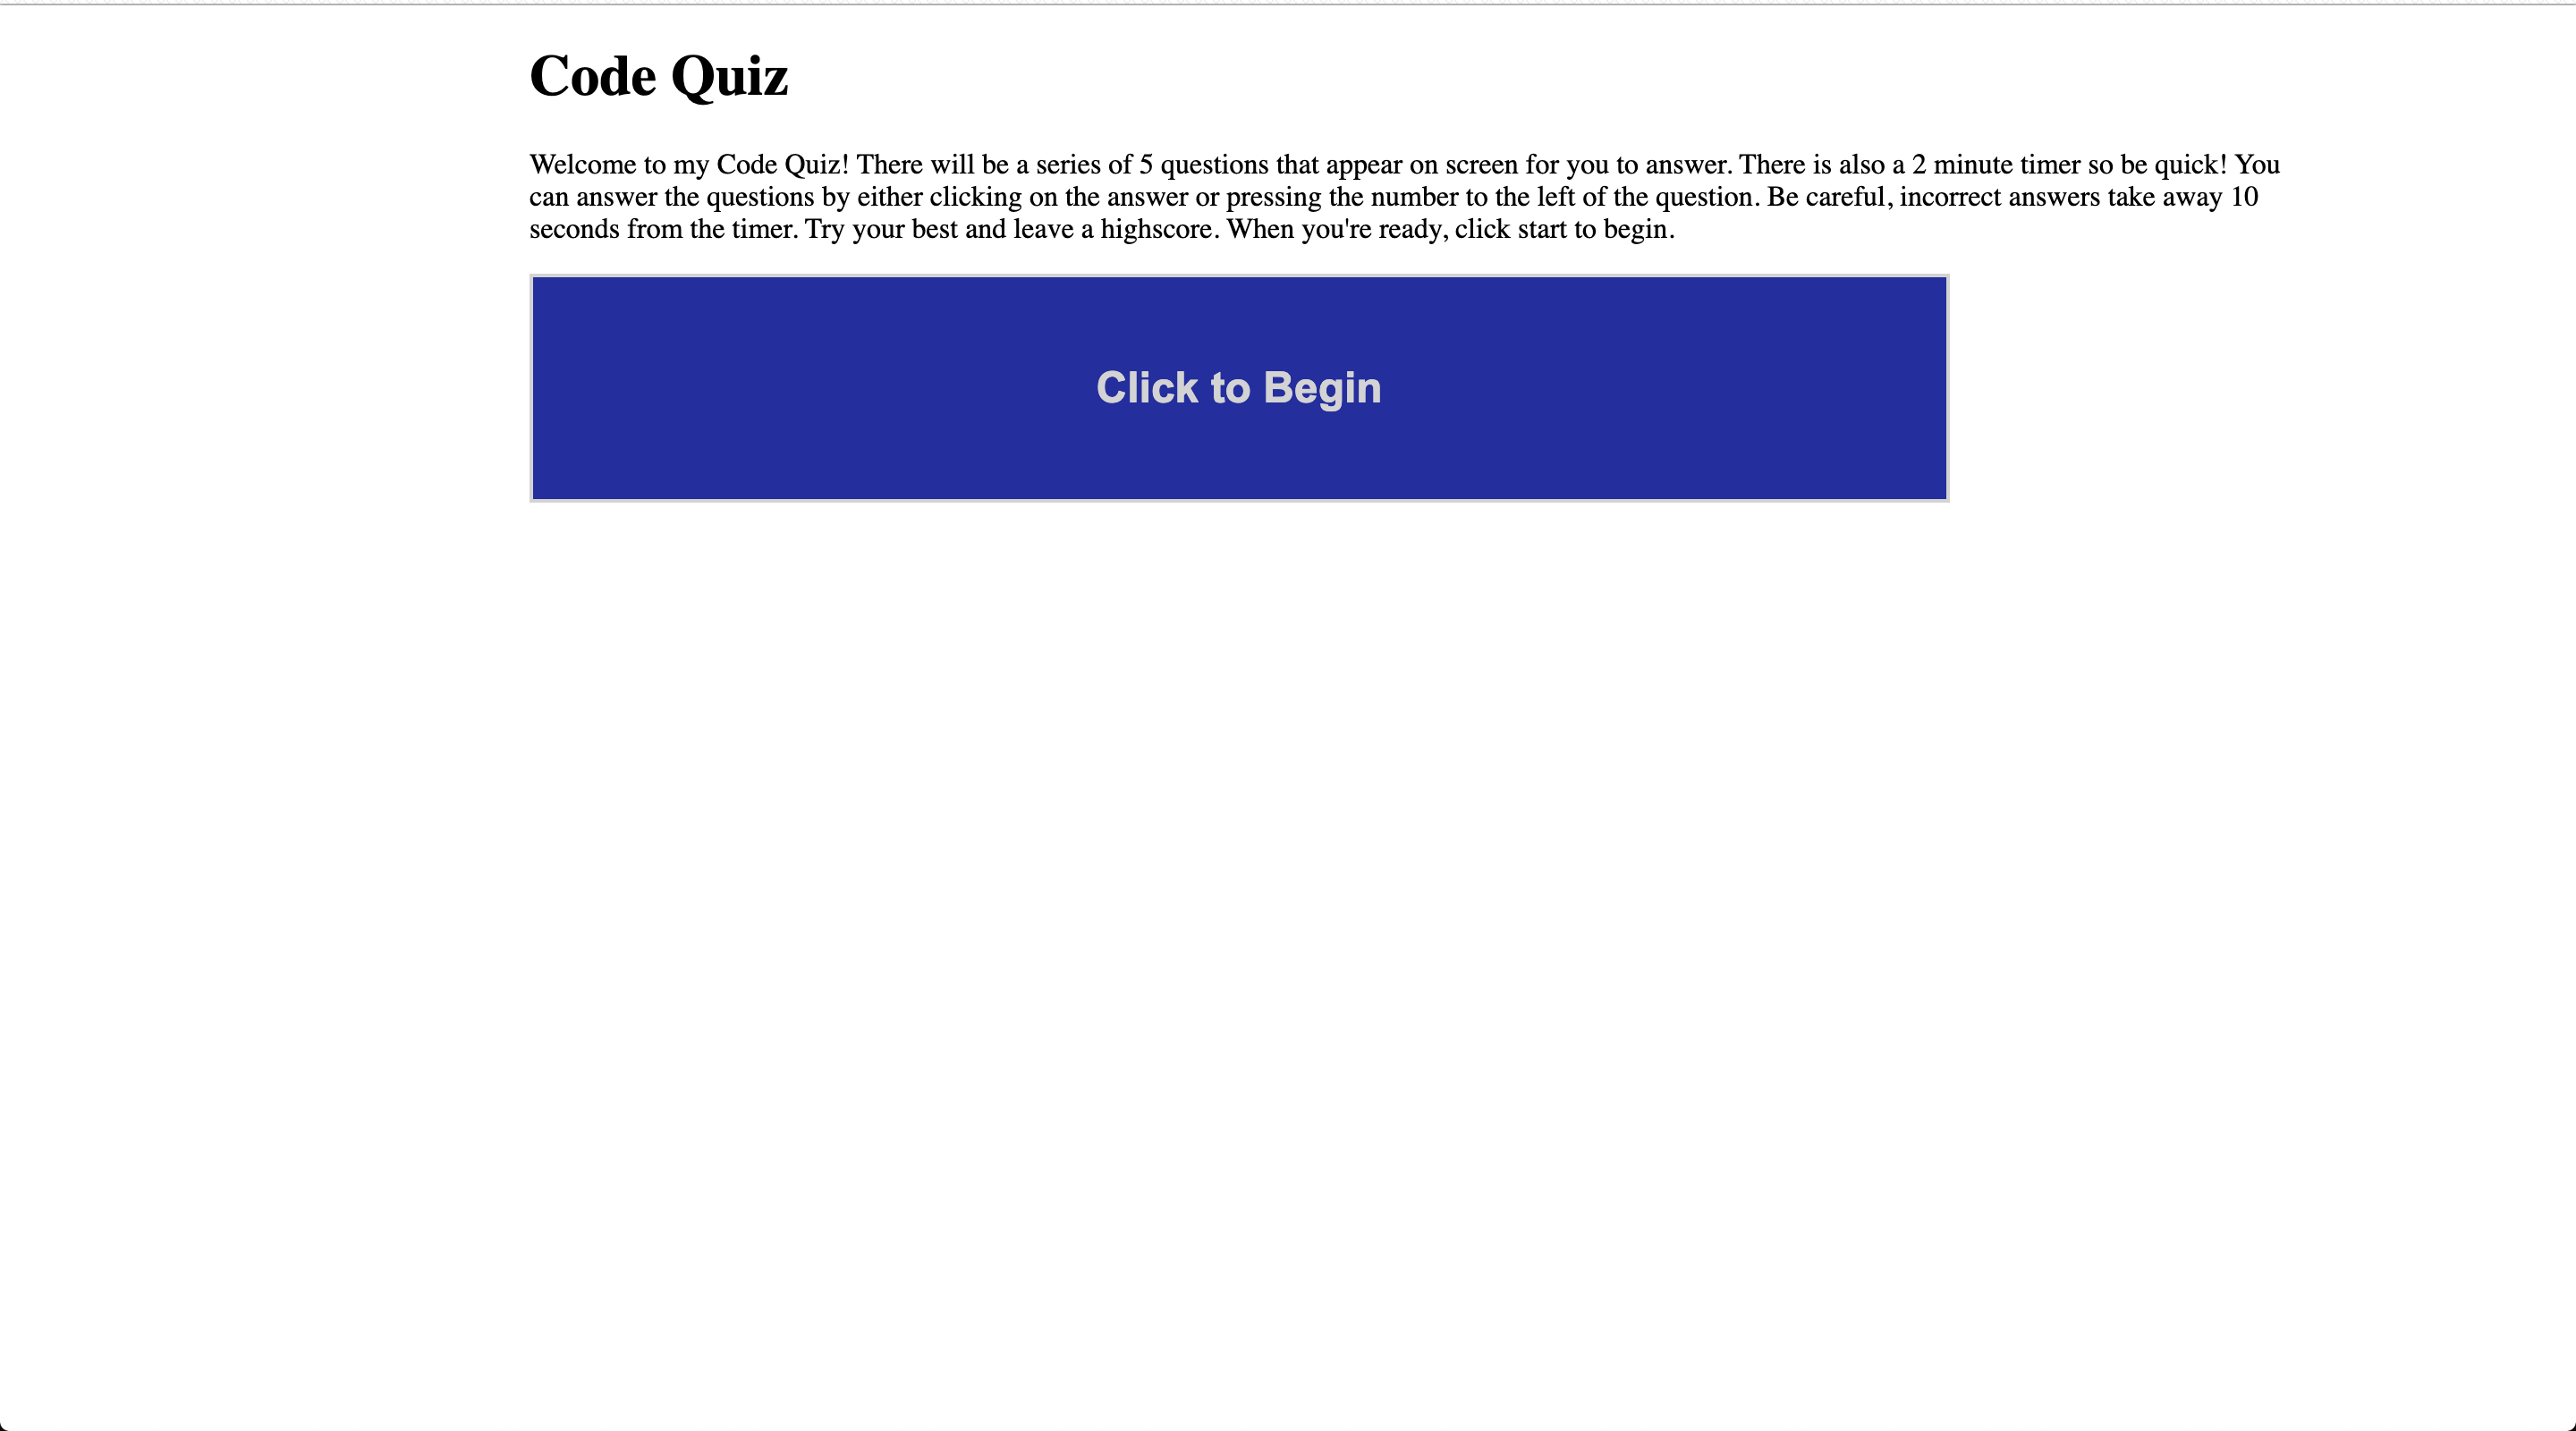 Code Quiz
Welcome to my Code Quiz! There will be a series of 5 questions that appear on screen for you to answer. There is also a 2 minute timer so be quick! You
can answer the questions by either clicking on the answer or pressing the number to the left of the question. Be careful, incorrect answers take away 10
seconds from the timer. Try your best and leave a highscore. When you're ready, click start to begin.
Click to Begin